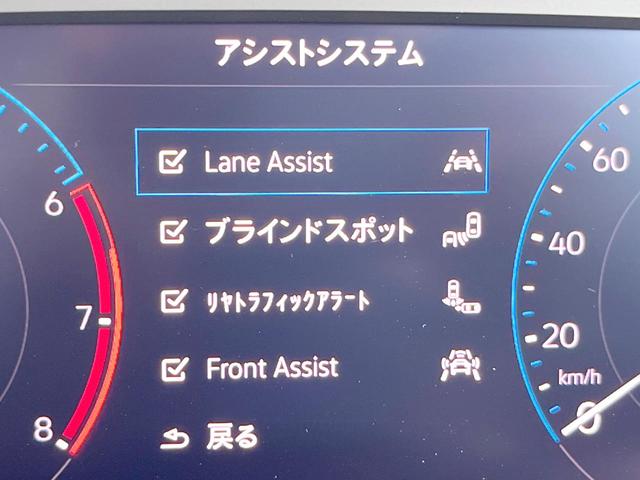 アシストシステム
Lane Assist
ブラインドスポット
ﾘﾔﾄﾗﾌｨｯｸｱﾗｰﾄ
Front Assist
戻る
6
7
8
60
40
20
km/h
0